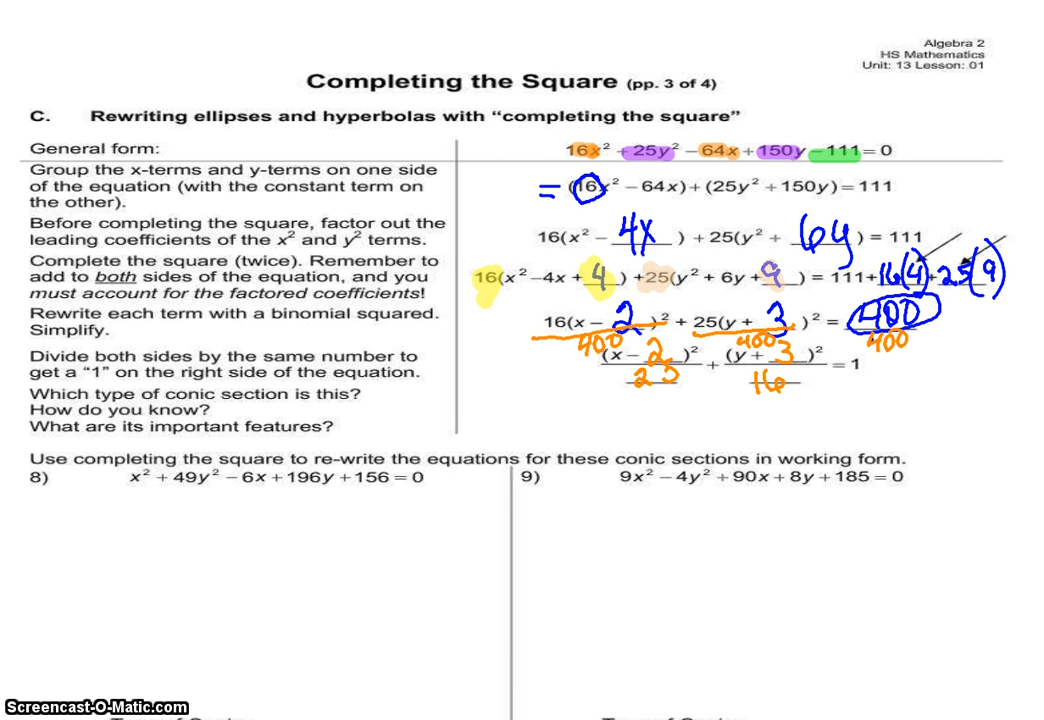 Algebra 2
HS Mathematics
Unit: 13 Lesson: 01
Completing the Square (pp. 3 of 4)
C. Rewriting ellipses and hyperbolas with “completing the square”
General form:
16x² + 25y² − 64x + 150y − 111 = 0
Group the x-terms and y-terms on one side
of the equation (with the constant term on
the other).
= (16x² − 64x) + (25y² + 150y) = 111
Before completing the square, factor out the
leading coefficients of the x² and y² terms.
16(x² − 4x ) + 25(y² + 6y ) = 111
Complete the square (twice). Remember to
add to both sides of the equation, and you
must account for the factored coefficients!
16(x² − 4x + 4 ) + 25(y² + 6y + 9 ) = 111 + 16(4) + 25(9)
Rewrite each term with a binomial squared.
Simplify.
16(x − 2 )² + 25(y + 3 )² = 400
400 400 400
Divide both sides by the same number to
get a “1” on the right side of the equation.
(x − 2 )² + (y + 3 )² = 1
25 16
Which type of conic section is this?
How do you know?
What are its important features?
Use completing the square to re-write the equations for these conic sections in working form.
8) x² + 49y² − 6x + 196y + 156 = 0
9) 9x² − 4y² + 90x + 8y + 185 = 0
Screencast-O-Matic.com